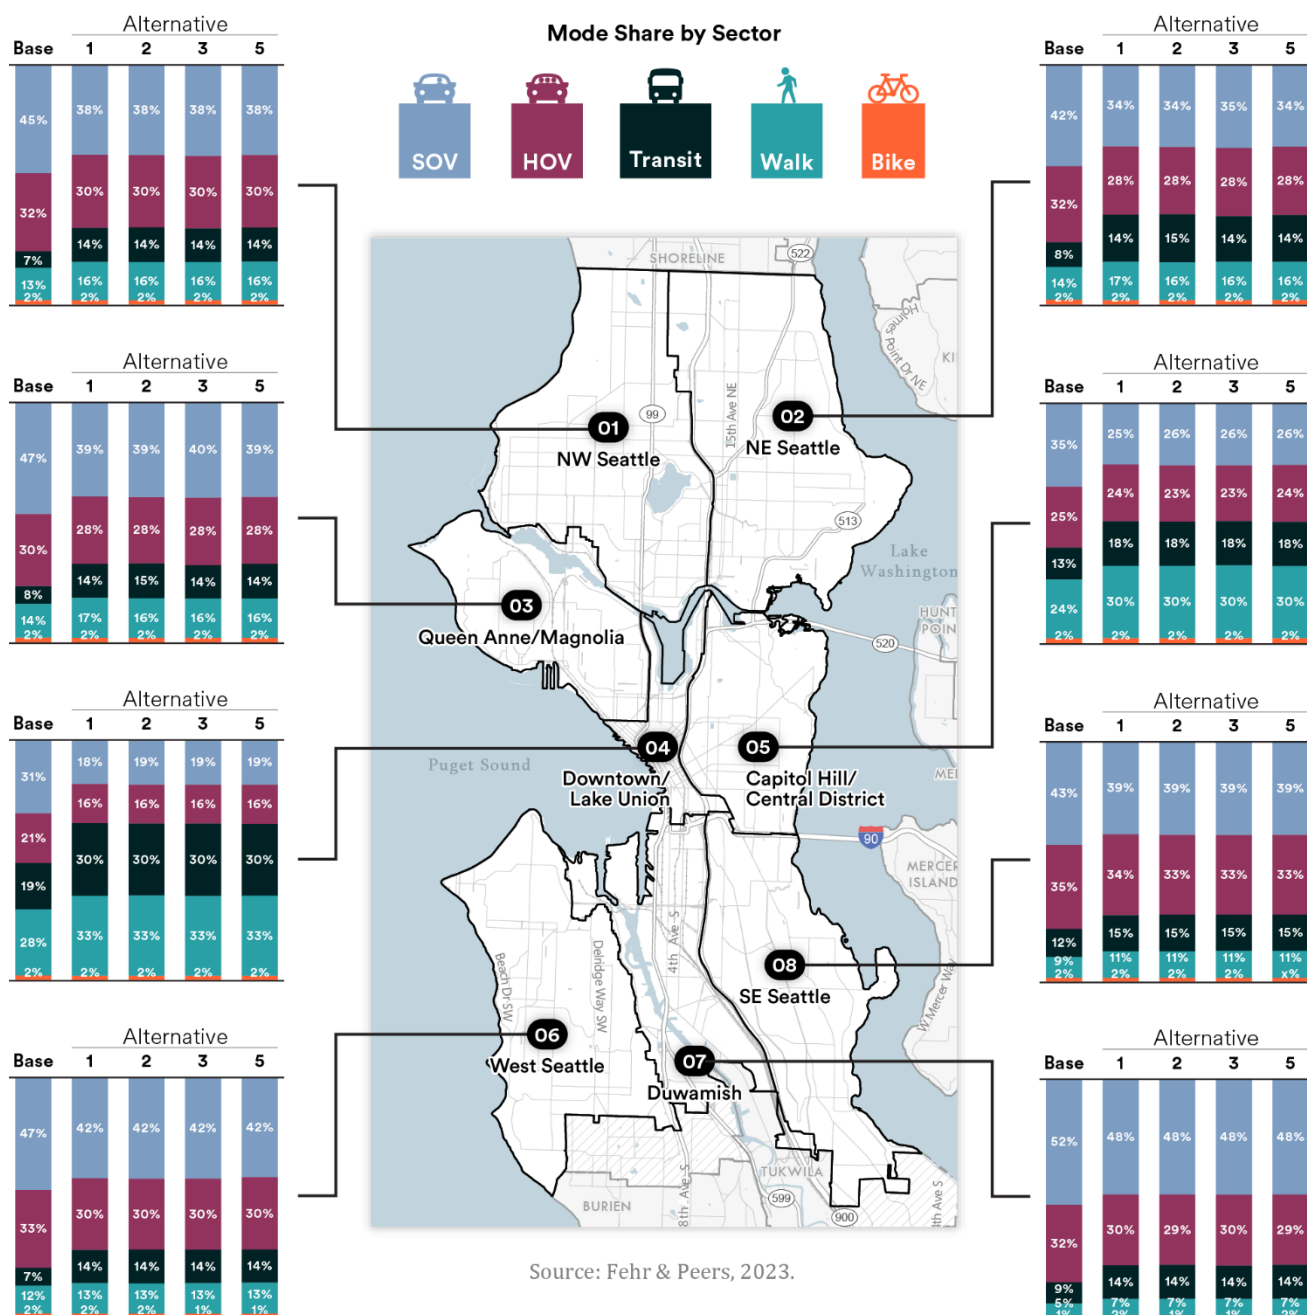 Mode Share by Sector
SOV
HOV
Transit
Walk
Bike
Alternative
Base 1 2 3 5
45% 38% 38% 38% 38%
32% 30% 30% 30% 30%
7% 14% 14% 14% 14%
13% 16% 16% 16% 16%
2% 2% 2% 2% 2%
Alternative
Base 1 2 3 5
42% 34% 34% 35% 34%
32% 28% 28% 28% 28%
8% 14% 15% 14% 14%
14% 17% 16% 16% 16%
2% 2% 2% 2% 2%
Alternative
Base 1 2 3 5
47% 39% 39% 40% 39%
30% 28% 28% 28% 28%
8% 14% 15% 14% 14%
14% 17% 16% 16% 16%
2% 2% 2% 2% 2%
Alternative
Base 1 2 3 5
35% 25% 26% 26% 26%
25% 24% 23% 23% 24%
13% 18% 18% 18% 18%
24% 30% 30% 30% 30%
2% 2% 2% 2% 2%
Alternative
Base 1 2 3 5
31% 18% 19% 19% 19%
21% 16% 16% 16% 16%
19% 30% 30% 30% 30%
28% 33% 33% 33% 33%
2% 2% 2% 2% 2%
Alternative
Base 1 2 3 5
43% 39% 39% 39% 39%
35% 34% 33% 33% 33%
12% 15% 15% 15% 15%
9% 11% 11% 11% 11%
2% 2% 2% 2% x%
Alternative
Base 1 2 3 5
47% 42% 42% 42% 42%
33% 30% 30% 30% 30%
7% 14% 14% 14% 14%
12% 13% 13% 13% 13%
2% 2% 2% 1% 1%
Alternative
Base 1 2 3 5
52% 48% 48% 48% 48%
32% 30% 29% 30% 29%
9% 14% 14% 14% 14%
5% 7% 7% 7% 7%
SHORELINE
522
Holmes Point Dr NE
KI
99
15th Ave NE
01
NW Seattle
02
NE Seattle
513
Lake
Washington
HUNT
POIN
520
03
Queen Anne/Magnolia
04
Downtown/
Lake Union
05
Capitol Hill/
Central District
Puget Sound
MEI
90
MERCER
ISLAND
W Mercer Way
4th Ave S
Delridge Way SW
Beach Dr SW
06
West Seattle
07
Duwamish
08
SE Seattle
TUKWILA
BURIEN
8th Ave S
599
900
4th Ave S
Source: Fehr & Peers, 2023.